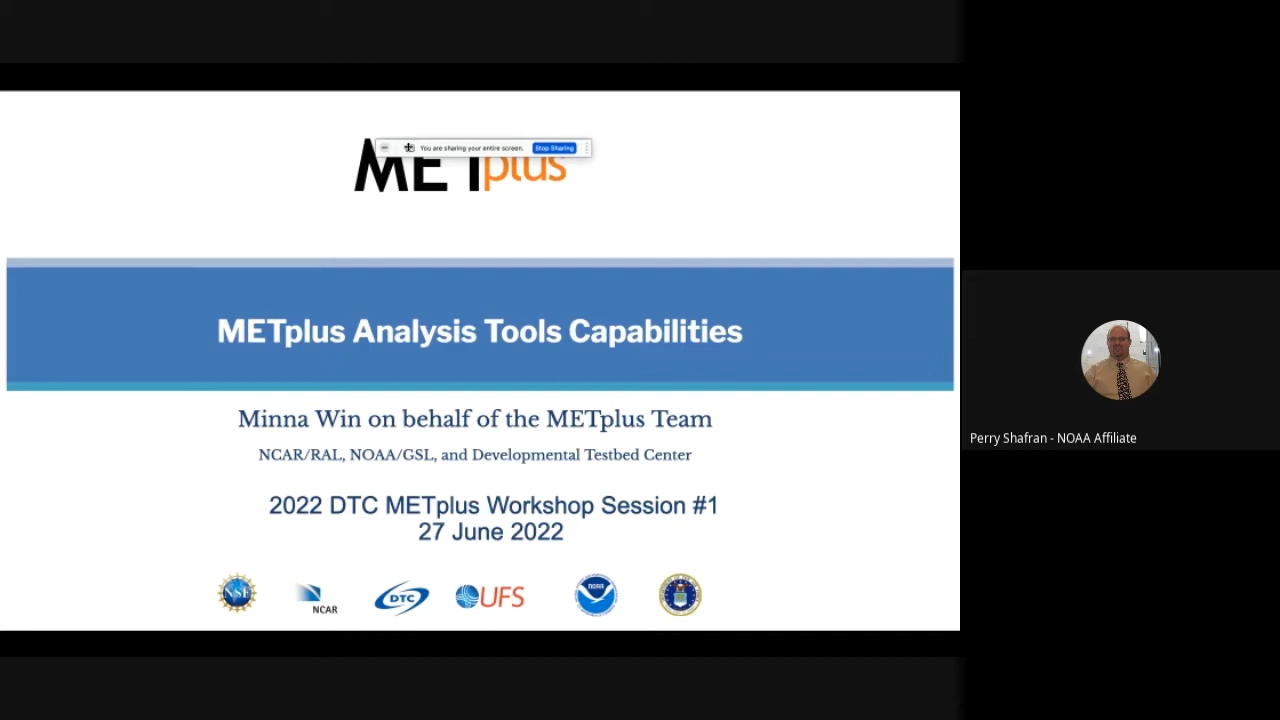 You are sharing your entire screen. Stop Sharing
METplus
METplus Analysis Tools Capabilities
Minna Win on behalf of the METplus Team
NCAR/RAL, NOAA/GSL, and Developmental Testbed Center
2022 DTC METplus Workshop Session #1
27 June 2022
NSF NCAR DTC UFS NOAA
Perry Shafran - NOAA Affiliate